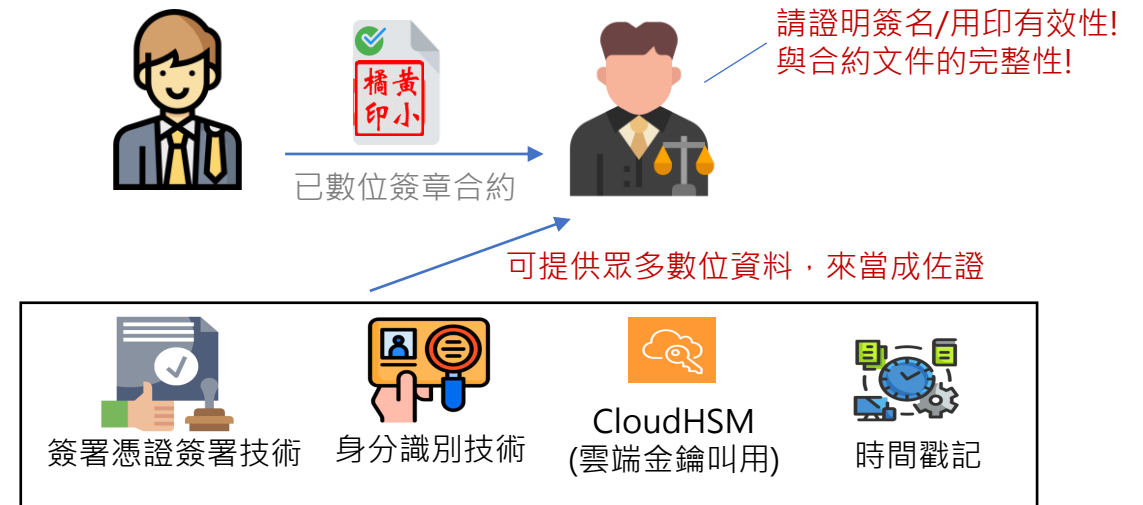 請證明簽名/用印有效性!
與合約文件的完整性!
橘黃
印小
已數位簽章合約
可提供眾多數位資料，來當成佐證
簽署憑證簽署技術
身分識別技術
CloudHSM
(雲端金鑰叫用)
時間戳記